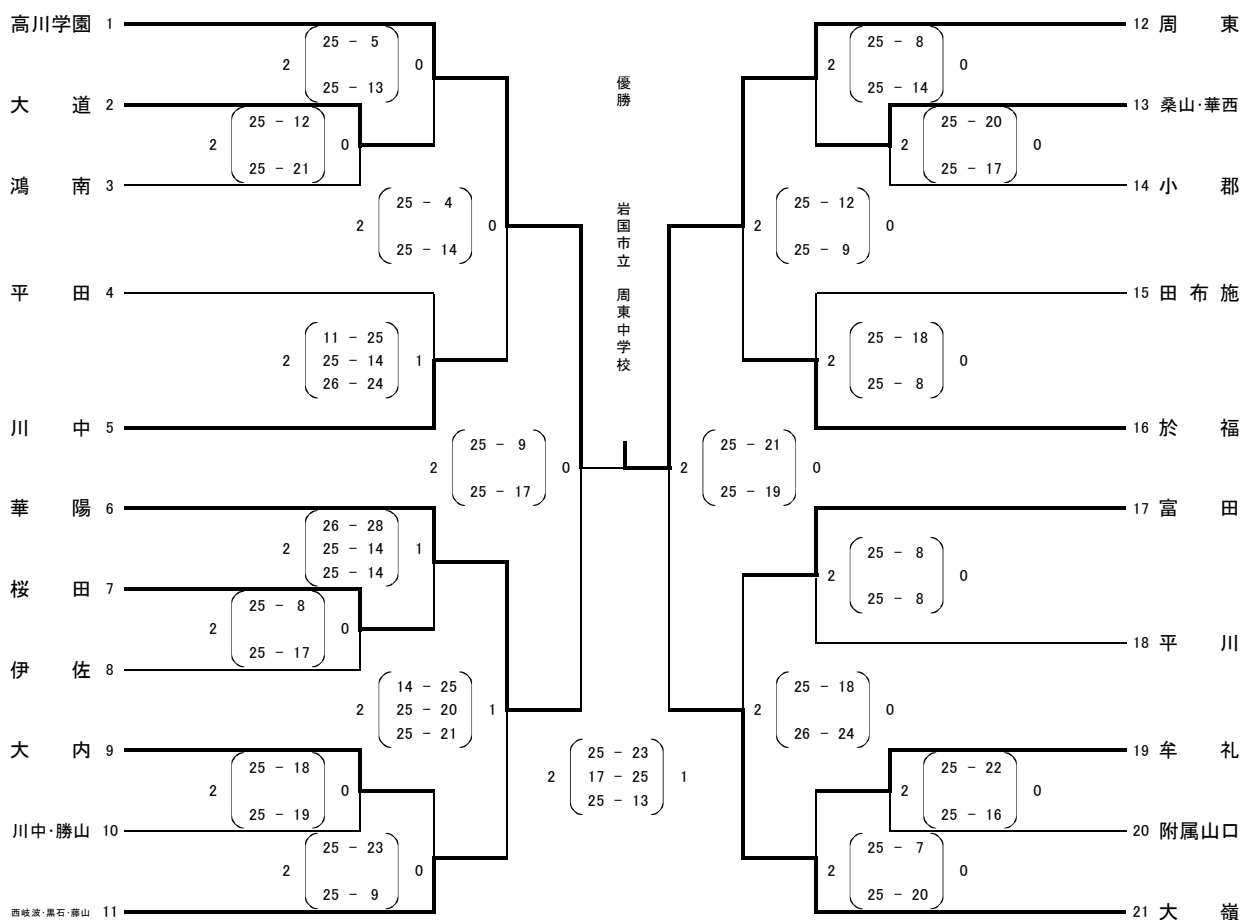 高川学園 1
25 - 5
2 0
25 - 13
大道 2
25 - 12
2 0
25 - 21
鴻南 3
25 - 4
2 0
25 - 14
平田 4
11 - 25
2 25 - 14 1
26 - 24
川中 5
25 - 9
2 0
25 - 17
華陽 6
26 - 28
2 25 - 14 1
25 - 14
桜田 7
25 - 8
2 0
25 - 17
伊佐 8
14 - 25
2 25 - 20 1
25 - 21
大内 9
25 - 18
2 0
25 - 19
川中・勝山 10
25 - 23
2 0
25 - 9
西岐波・黒石・藤山 11
優勝
岩国市立 周東中学校
25 - 23
2 17 - 25 1
25 - 13
12 周東
25 - 8
2 0
25 - 14
13 桑山・華西
25 - 20
2 0
25 - 17
14 小郡
25 - 12
2 0
25 - 9
15 田布施
25 - 18
2 0
25 - 8
16 於福
25 - 21
2 0
25 - 19
17 富田
25 - 8
2 0
25 - 8
18 平川
25 - 18
2 0
26 - 24
19 牟礼
25 - 22
2 0
25 - 16
20 附属山口
25 - 7
2 0
25 - 20
21 大嶺